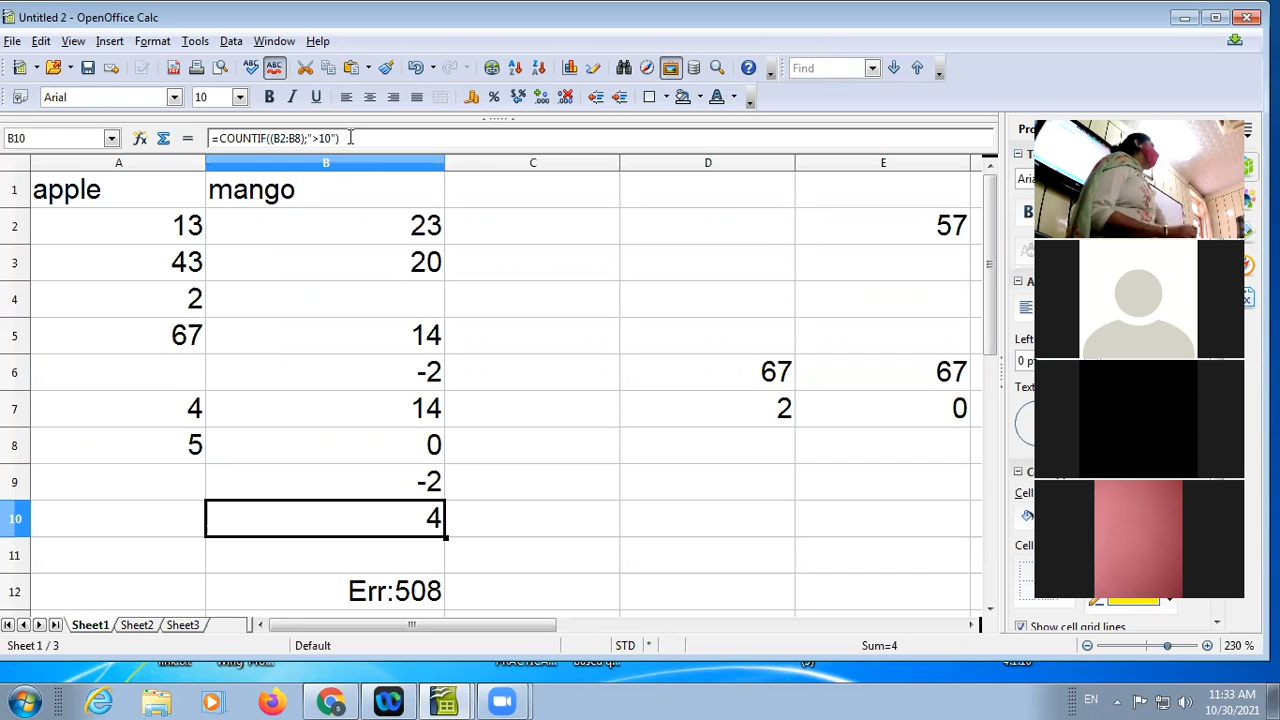 Untitled 2 - OpenOffice Calc
File Edit View Insert Format Tools Data Window Help
Find
Arial 10
B10 =COUNTIF((B2:B8);">10")
A B C D E
1 apple mango
2 13 23 57
3 43 20
4 2
5 67 14
6 -2 67 67
7 4 14 2 0
8 5 0
9 -2
10 4
11
12 Err:508
Left
0 p
Text
Show cell grid lines
Sheet1 Sheet2 Sheet3
Sheet 1 / 3 Default STD * Sum=4 230 %
EN 11:33 AM
10/30/2021